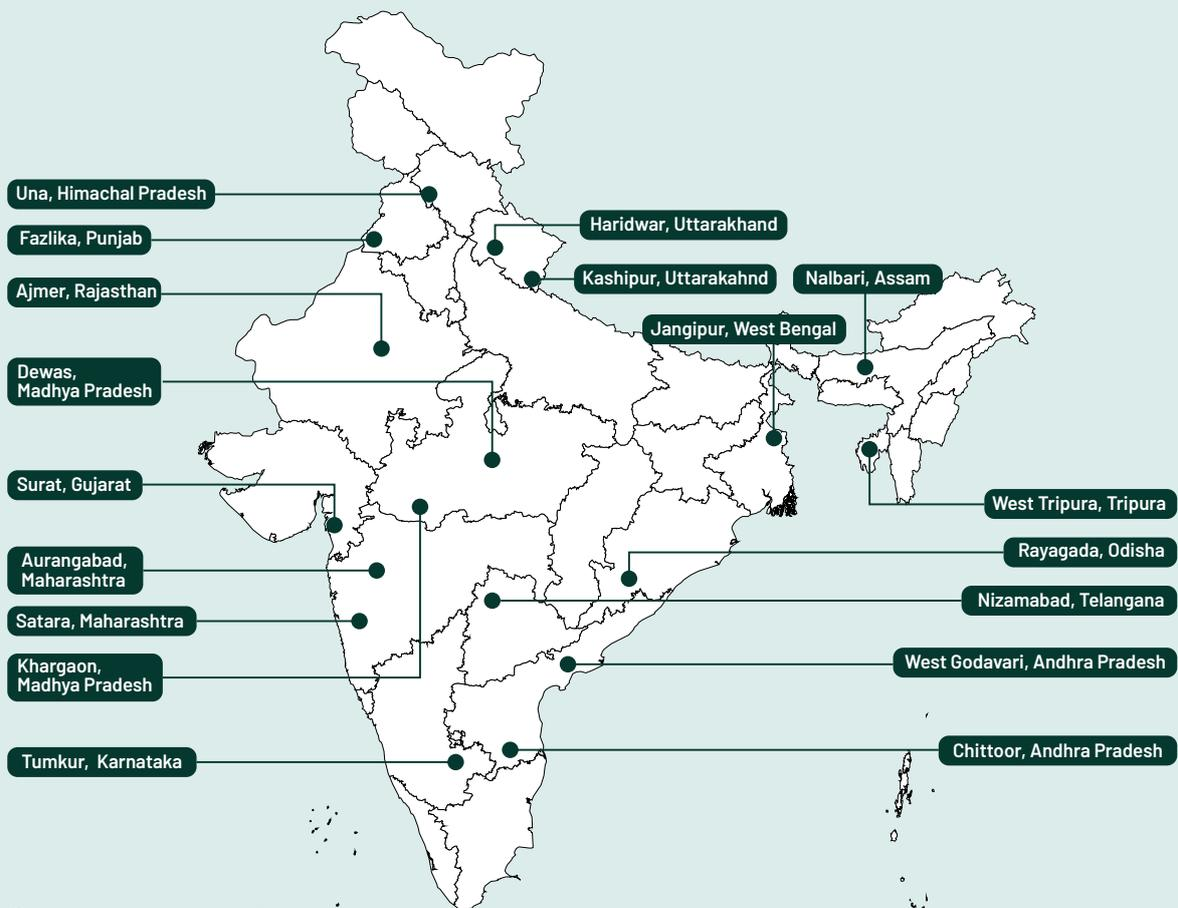 Una, Himachal Pradesh
Fazlika, Punjab
Ajmer, Rajasthan
Dewas,
Madhya Pradesh
Surat, Gujarat
Aurangabad,
Maharashtra
Satara, Maharashtra
Khargaon,
Madhya Pradesh
Tumkur, Karnataka
Haridwar, Uttarakhand
Kashipur, Uttarakahnd
Nalbari, Assam
Jangipur, West Bengal
West Tripura, Tripura
Rayagada, Odisha
Nizamabad, Telangana
West Godavari, Andhra Pradesh
Chittoor, Andhra Pradesh